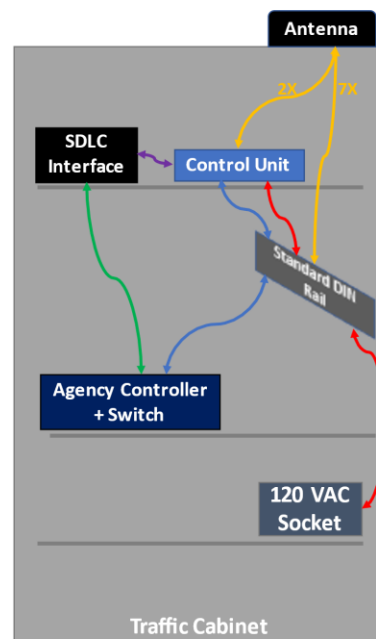 Antenna
2X
7X
SDLC
Interface
Control Unit
Standard DIN
Rail
Agency Controller
+ Switch
120 VAC
Socket
Traffic Cabinet